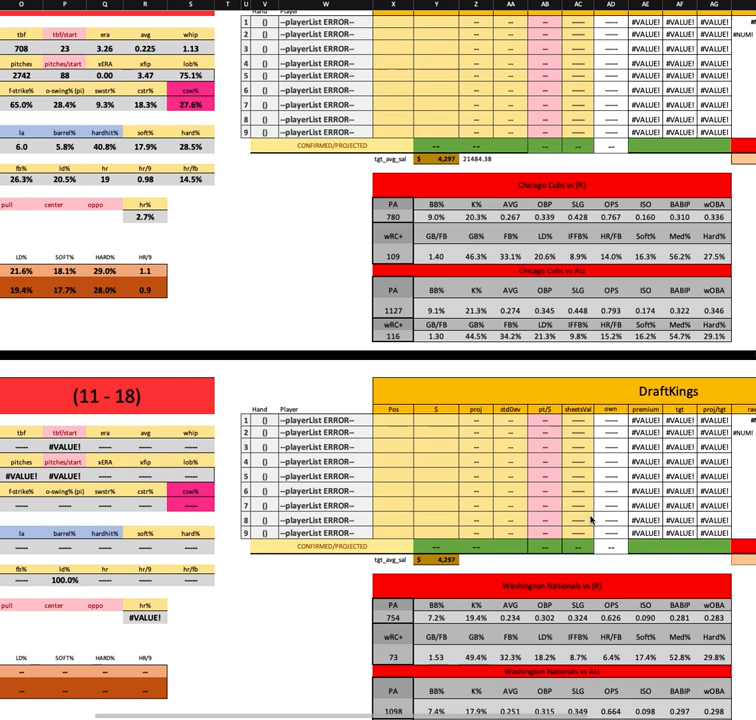 O P Q R S T U V W X Y Z AA AB AC AD AE AF AG
Hand Player
tbf tbf/start era avg whip
708 23 3.26 0.225 1.13
pitches pitches/start xERA xfip lob%
2742 88 0.00 3.47 75.1%
f-strike% o-swing% (pi) swstr% cstr% csw%
65.0% 28.4% 9.3% 18.3% 27.6%
la barrel% hardhit% soft% hard%
6.0 5.8% 40.8% 17.9% 28.5%
fb% ld% hr hr/9 hr/fb
26.3% 20.5% 19 0.98 14.5%
pull center oppo hr%
2.7%
LD% SOFT% HARD% HR/9
21.6% 18.1% 29.0% 1.1
19.4% 17.7% 28.0% 0.9
1 () --playerList ERROR-- -- -- -- ----- ----- #VALUE! #VALUE! #VALUE!
2 () --playerList ERROR-- -- -- -- ----- ----- #VALUE! #VALUE! #VALUE! #NUM!
3 () --playerList ERROR-- -- -- -- ----- ----- #VALUE! #VALUE! #VALUE!
4 () --playerList ERROR-- -- -- -- ----- ----- #VALUE! #VALUE! #VALUE!
5 () --playerList ERROR-- -- -- -- ----- ----- #VALUE! #VALUE! #VALUE!
6 () --playerList ERROR-- -- -- -- ----- ----- #VALUE! #VALUE! #VALUE!
7 () --playerList ERROR-- -- -- -- ----- ----- #VALUE! #VALUE! #VALUE!
8 () --playerList ERROR-- -- -- -- ----- ----- #VALUE! #VALUE! #VALUE!
9 () --playerList ERROR-- -- -- -- ----- ----- #VALUE! #VALUE! #VALUE!
CONFIRMED/PROJECTED -- -- -- -- --
tgt_avg_sal $ 4,297 21484.38
Chicago Cubs vs (R)
PA BB% K% AVG OBP SLG OPS ISO BABIP wOBA
780 9.0% 20.3% 0.267 0.339 0.428 0.767 0.160 0.310 0.336
wRC+ GB/FB GB% FB% LD% IFFB% HR/FB Soft% Med% Hard%
109 1.40 46.3% 33.1% 20.6% 8.9% 14.0% 16.3% 56.2% 27.5%
Chicago Cubs vs ALL
PA BB% K% AVG OBP SLG OPS ISO BABIP wOBA
1127 9.1% 21.3% 0.274 0.345 0.448 0.793 0.174 0.322 0.346
wRC+ GB/FB GB% FB% LD% IFFB% HR/FB Soft% Med% Hard%
116 1.30 44.5% 34.2% 21.3% 9.8% 15.2% 16.2% 54.7% 29.1%
(11 - 18)
tbf tbf/start era avg whip
----- #VALUE! ----- ----- -----
pitches pitches/start xERA xfip lob%
#VALUE! #VALUE! ----- ----- -----
f-strike% o-swing% (pi) swstr% cstr% csw%
----- ----- ----- ----- -----
la barrel% hardhit% soft% hard%
----- ----- ----- ----- -----
fb% ld% hr hr/9 hr/fb
----- 100.0% ----- ----- -----
pull center oppo hr%
#VALUE!
LD% SOFT% HARD% HR/9
-- -- -- --
-- -- -- --
DraftKings
Hand Player Pos $ proj stdDev pt/$ sheetsVal own premium tgt proj/tgt
1 () --playerList ERROR-- -- -- -- ----- ----- #VALUE! #VALUE! #VALUE!
2 () --playerList ERROR-- -- -- -- ----- ----- #VALUE! #VALUE! #VALUE! #NUM!
3 () --playerList ERROR-- -- -- -- ----- ----- #VALUE! #VALUE! #VALUE!
4 () --playerList ERROR-- -- -- -- ----- ----- #VALUE! #VALUE! #VALUE!
5 () --playerList ERROR-- -- -- -- ----- ----- #VALUE! #VALUE! #VALUE!
6 () --playerList ERROR-- -- -- -- ----- ----- #VALUE! #VALUE! #VALUE!
7 () --playerList ERROR-- -- -- -- ----- ----- #VALUE! #VALUE! #VALUE!
8 () --playerList ERROR-- -- -- -- ----- ----- #VALUE! #VALUE! #VALUE!
9 () --playerList ERROR-- -- -- -- ----- ----- #VALUE! #VALUE! #VALUE!
CONFIRMED/PROJECTED -- -- -- -- --
tgt_avg_sal $ 4,297
Washington Nationals vs (R)
PA BB% K% AVG OBP SLG OPS ISO BABIP wOBA
754 7.2% 19.4% 0.234 0.302 0.324 0.626 0.090 0.281 0.283
wRC+ GB/FB GB% FB% LD% IFFB% HR/FB Soft% Med% Hard%
73 1.53 49.4% 32.3% 18.2% 8.7% 6.4% 17.4% 52.8% 29.8%
Washington Nationals vs ALL
PA BB% K% AVG OBP SLG OPS ISO BABIP wOBA
1098 7.4% 17.9% 0.251 0.315 0.349 0.664 0.098 0.297 0.298